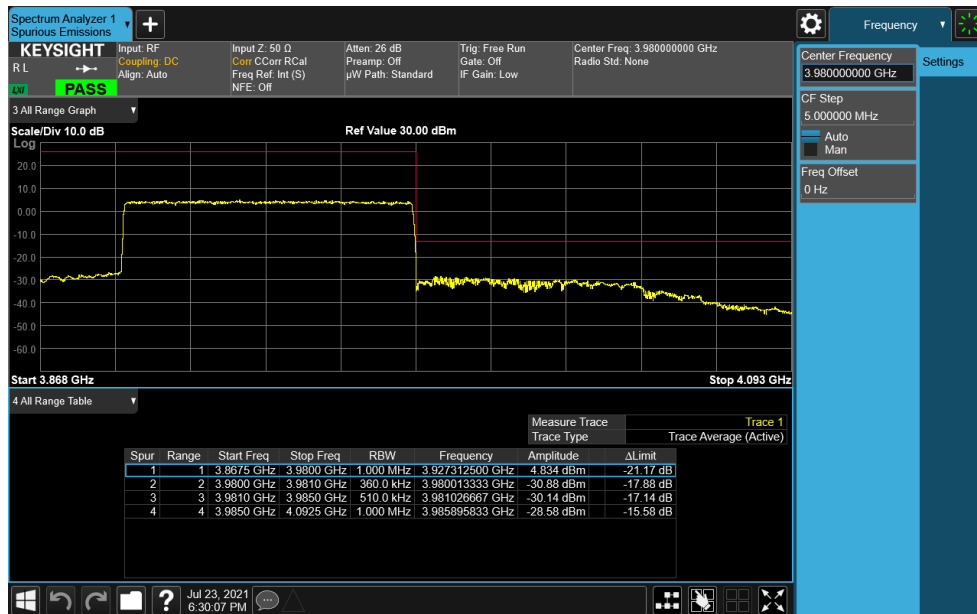 Spectrum Analyzer 1
Spurious Emissions
Frequency
KEYSIGHT
R L
LXI
PASS
Input: RF
Coupling: DC
Align: Auto
Input Z: 50 Ω
Corr CCorr RCal
Freq Ref: Int (S)
NFE: Off
Atten: 26 dB
Preamp: Off
µW Path: Standard
Trig: Free Run
Gate: Off
IF Gain: Low
Center Freq: 3.980000000 GHz
Radio Std: None
Center Frequency
3.980000000 GHz
Settings
CF Step
5.000000 MHz
Auto
Man
Freq Offset
0 Hz
3 All Range Graph
Scale/Div 10.0 dB
Ref Value 30.00 dBm
Log
20.0
10.0
0.00
-10.0
-20.0
-30.0
-40.0
-50.0
-60.0
Start 3.868 GHz
Stop 4.093 GHz
4 All Range Table
Measure Trace Trace 1
Trace Type Trace Average (Active)
Spur Range Start Freq Stop Freq RBW Frequency Amplitude ΔLimit
1 1 3.8675 GHz 3.9800 GHz 1.000 MHz 3.927312500 GHz 4.834 dBm -21.17 dB
2 2 3.9800 GHz 3.9810 GHz 360.0 kHz 3.980013333 GHz -30.88 dBm -17.88 dB
3 3 3.9810 GHz 3.9850 GHz 510.0 kHz 3.981026667 GHz -30.14 dBm -17.14 dB
4 4 3.9850 GHz 4.0925 GHz 1.000 MHz 3.985895833 GHz -28.58 dBm -15.58 dB
?
Jul 23, 2021
6:30:07 PM